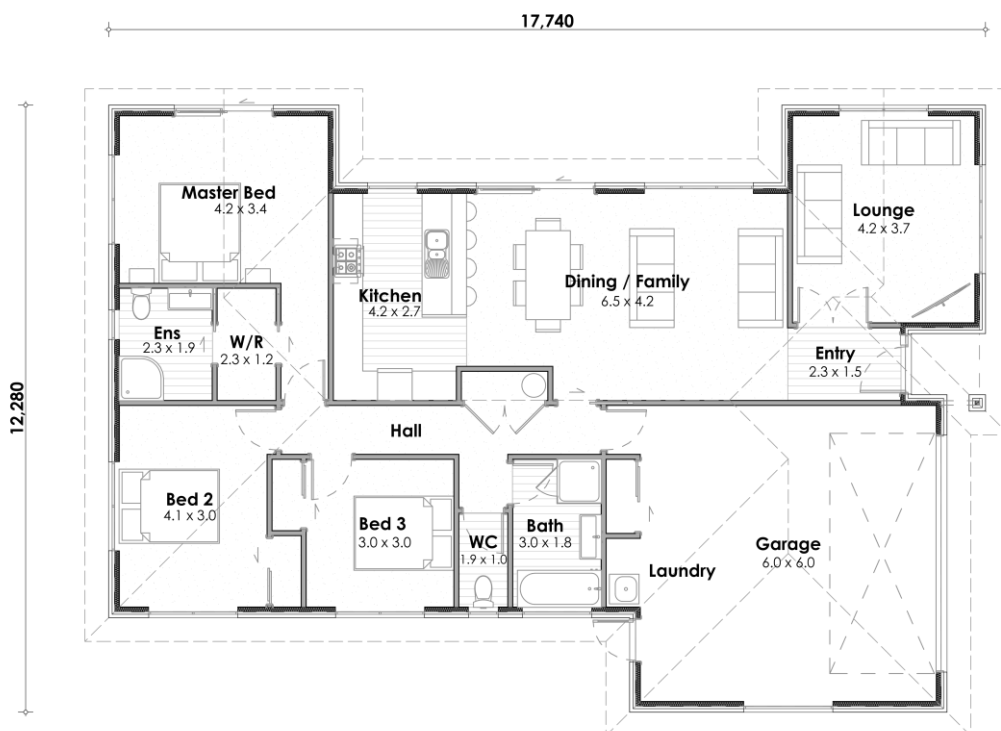 17,740
12,280
Master Bed
4.2 x 3.4
Lounge
4.2 x 3.7
Kitchen
4.2 x 2.7
Dining / Family
6.5 x 4.2
Ens
2.3 x 1.9
W/R
2.3 x 1.2
Entry
2.3 x 1.5
Hall
Bed 2
4.1 x 3.0
Bed 3
3.0 x 3.0
WC
1.9 x 1.0
Bath
3.0 x 1.8
Laundry
Garage
6.0 x 6.0